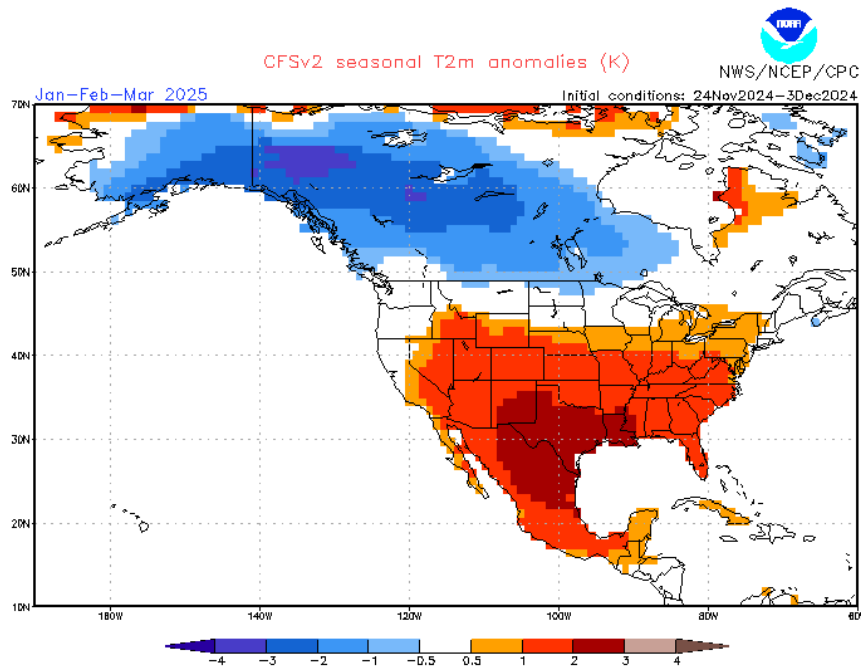 NOAA
CFSv2 seasonal T2m anomalies (K)
NWS/NCEP/CPC
Jan-Feb-Mar 2025
Initial conditions: 24Nov2024-3Dec2024
70N
60N
50N
40N
30N
20N
10N
160W 140W 120W 100W 80W 60W
-4 -3 -2 -1 -0.5 0.5 1 2 3 4